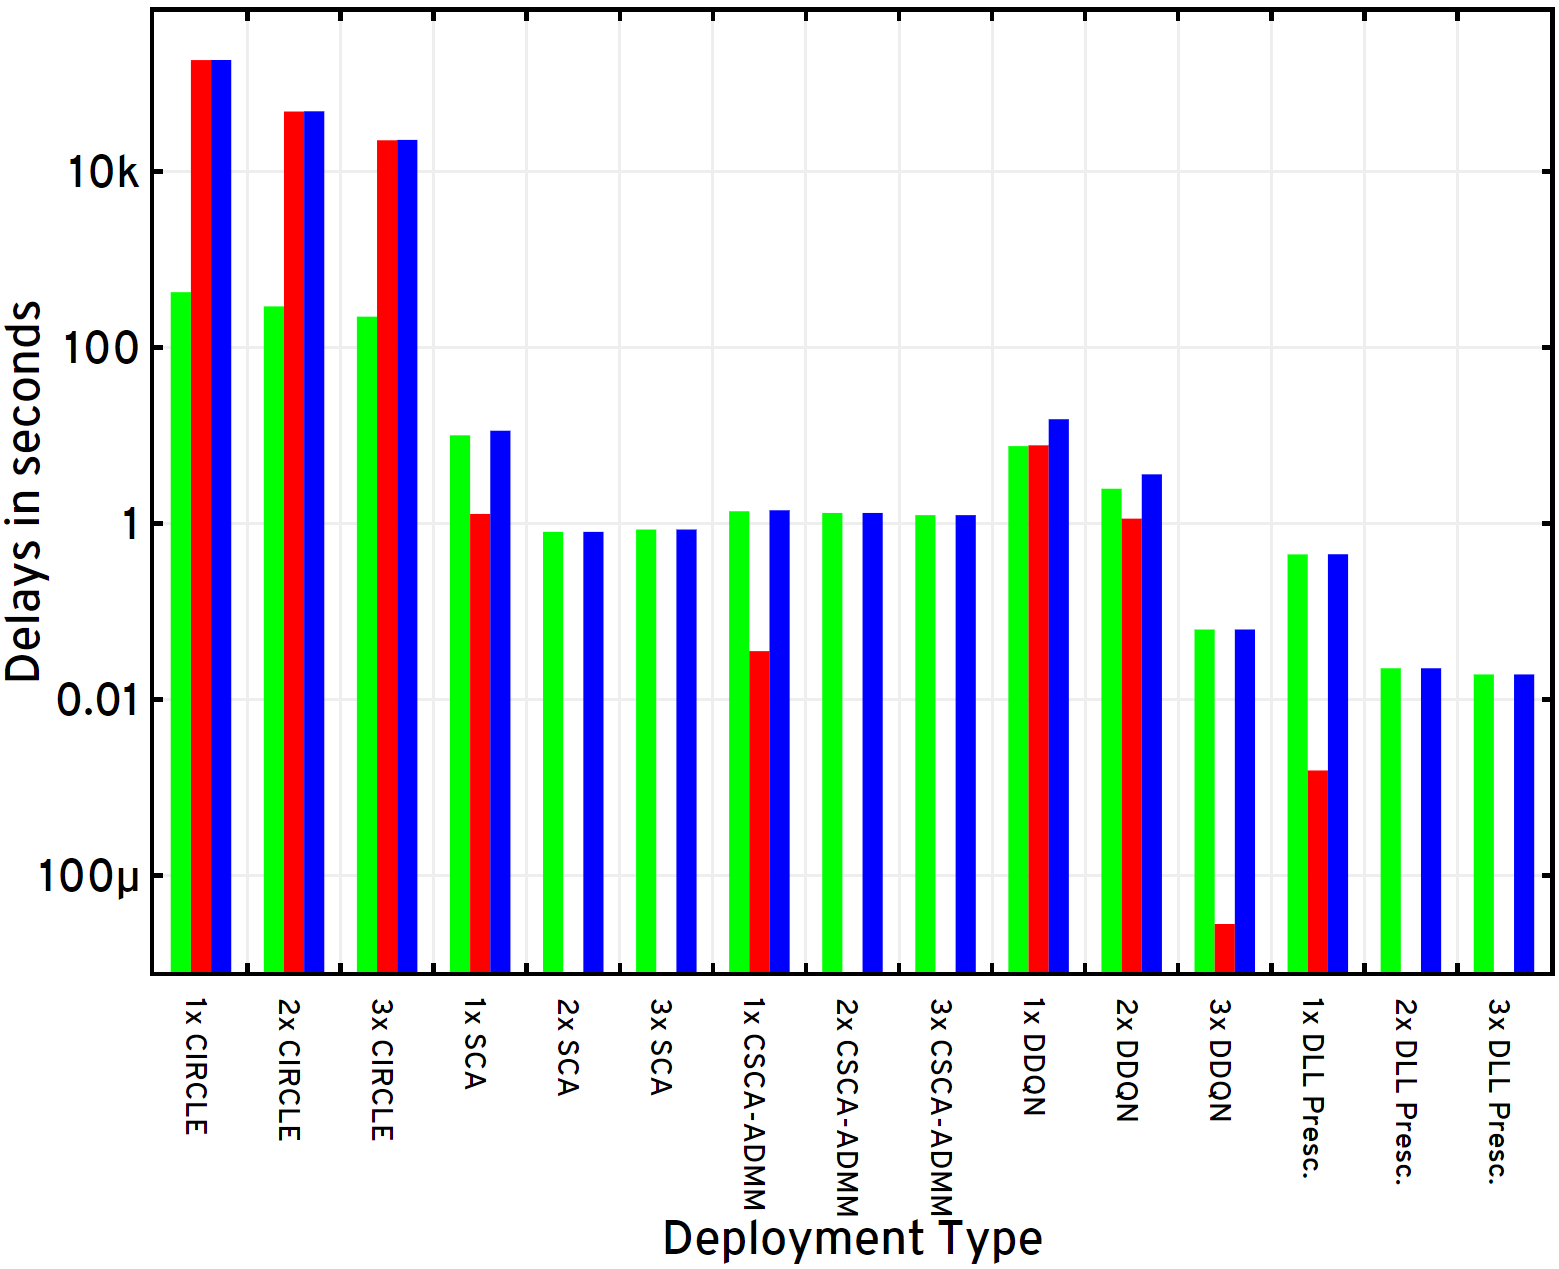 Delays in seconds
10k
100
1
0.01
100µ
1x CIRCLE
2x CIRCLE
3x CIRCLE
1x SCA
2x SCA
3x SCA
1x CSCA-ADMM
2x CSCA-ADMM
3x CSCA-ADMM
1x DDQN
2x DDQN
3x DDQN
1x DLL Presc.
2x DLL Presc.
3x DLL Presc.
Deployment Type